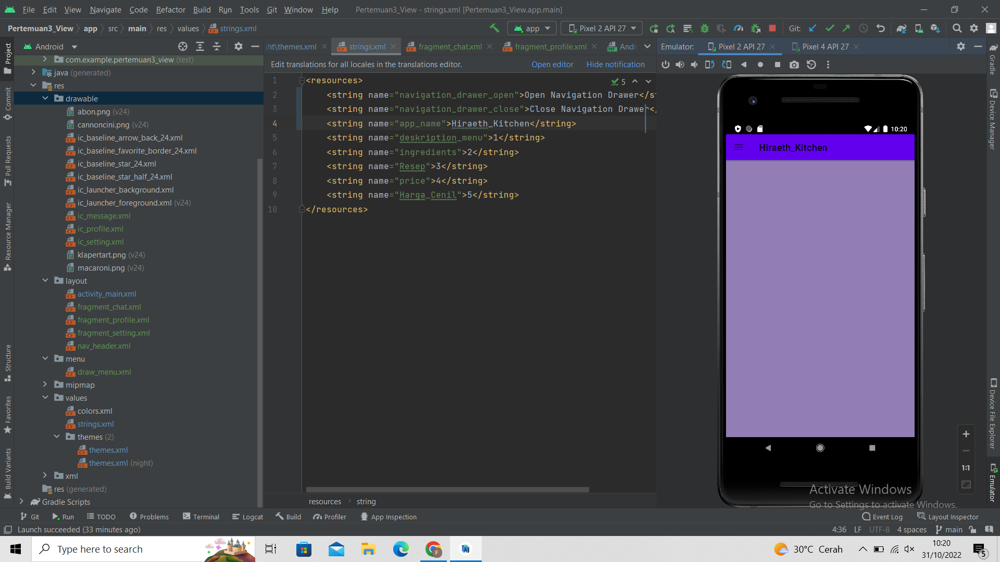 File Edit View Navigate Code Refactor Build Run Tools Git Window Help Pertemuan3_View - strings.xml [Pertemuan3_View.app.main]
Pertemuan3_View app src main res values strings.xml app Pixel 2 API 27 Git:
Android
ht\themes.xml strings.xml fragment_chat.xml fragment_profile.xml Andr
Emulator: Pixel 2 API 27 Pixel 4 API 27
Project
Commit
Pull Requests
Resource Manager
Structure
Favorites
Build Variants
com.example.pertemuan3_view (test)
java (generated)
res
drawable
abon.png (v24)
cannoncini.png (v24)
ic_baseline_arrow_back_24.xml
ic_baseline_favorite_border_24.xml
ic_baseline_star_24.xml
ic_baseline_star_half_24.xml
ic_launcher_background.xml
ic_launcher_foreground.xml (v24)
ic_message.xml
ic_profile.xml
ic_setting.xml
klapertart.png (v24)
macaroni.png (v24)
layout
activity_main.xml
fragment_chat.xml
fragment_profile.xml
fragment_setting.xml
nav_header.xml
menu
draw_menu.xml
mipmap
values
colors.xml
strings.xml
themes (2)
themes.xml
themes.xml (night)
xml
res (generated)
Gradle Scripts
Edit translations for all locales in the translations editor. Open editor Hide notification
5
1 <resources>
2 <string name="navigation_drawer_open">Open Navigation Drawer</st
3 <string name="navigation_drawer_close">Close Navigation Drawer<
4 <string name="app_name">Hiraeth_Kitchen</string>
5 <string name="deskription_menu">1</string>
6 <string name="ingredients">2</string>
7 <string name="Resep">3</string>
8 <string name="price">4</string>
9 <string name="Harga_Cenil">5</string>
10 </resources>
resources string
10:20
Hiraeth_Kitchen
1:1
Activate Windows
Go to Settings to activate Windows.
Gradle
Device Manager
Device File Explorer
Emulator
Git Run TODO Problems Terminal Logcat Build Profiler App Inspection Event Log Layout Inspector
Launch succeeded (33 minutes ago) 4:36 LF UTF-8 4 spaces main
Type here to search
F
30°C Cerah
10:20
31/10/2022
5